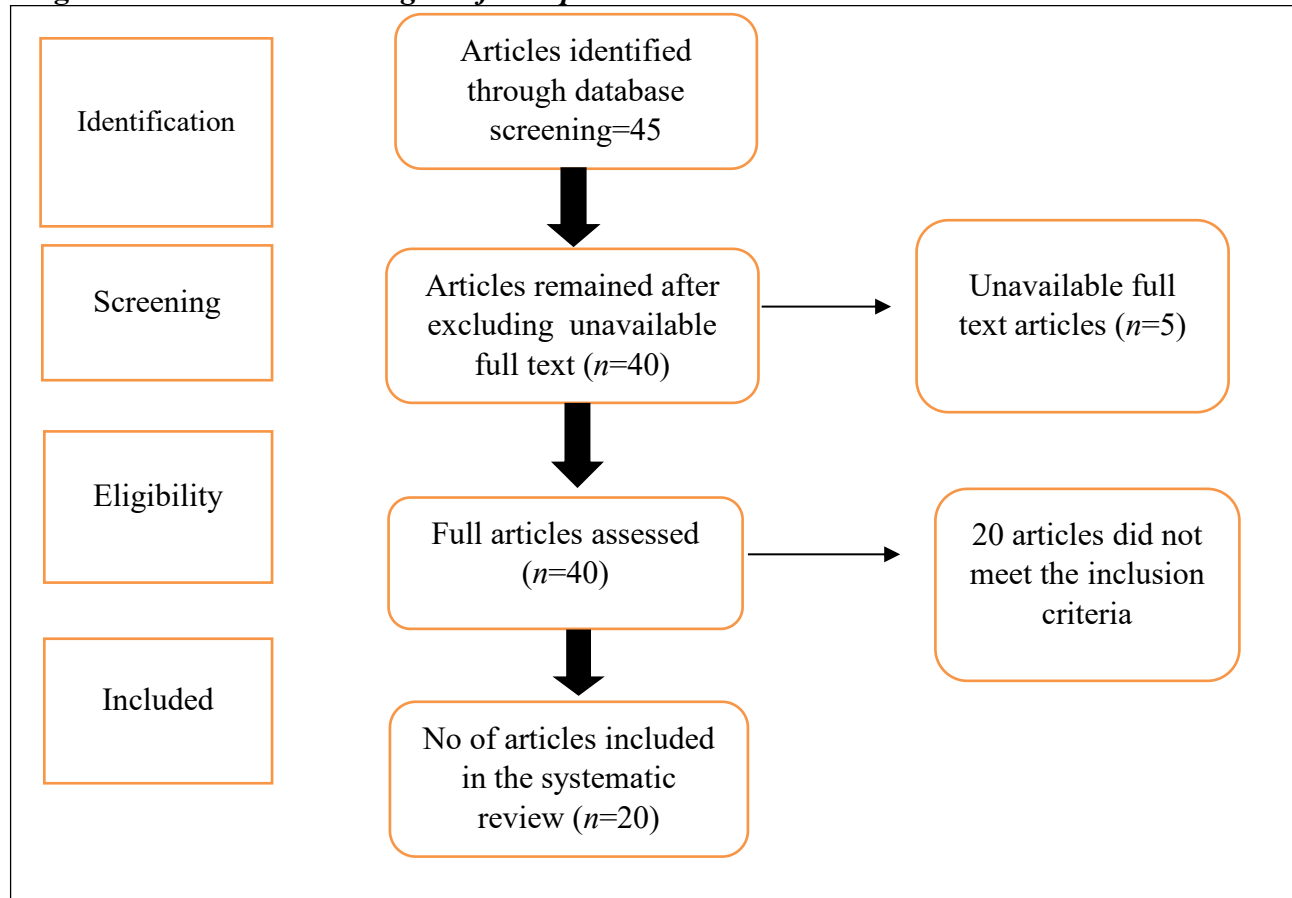 Identification
Articles identified
through database
screening=45
Screening
Articles remained after
excluding unavailable
full text (n=40)
Unavailable full
text articles (n=5)
Eligibility
Full articles assessed
(n=40)
20 articles did not
meet the inclusion
criteria
Included
No of articles included
in the systematic
review (n=20)